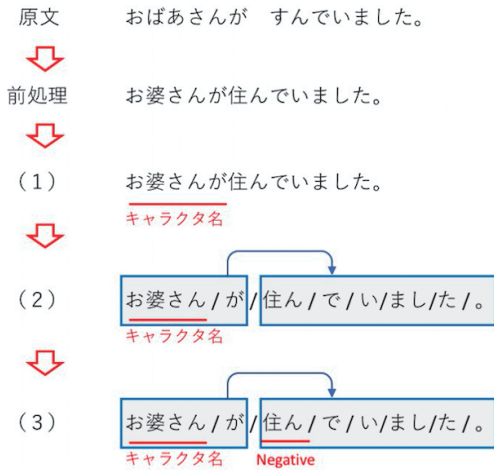 原文 おばあさんが　すんでいました。
前処理 お婆さんが住んでいました。
（1） お婆さんが住んでいました。
キャラクタ名
（2） お婆さん / が / 住ん / で / い/まし/た / 。
キャラクタ名
（3） お婆さん / が / 住ん / で / い/まし/た / 。
キャラクタ名 Negative